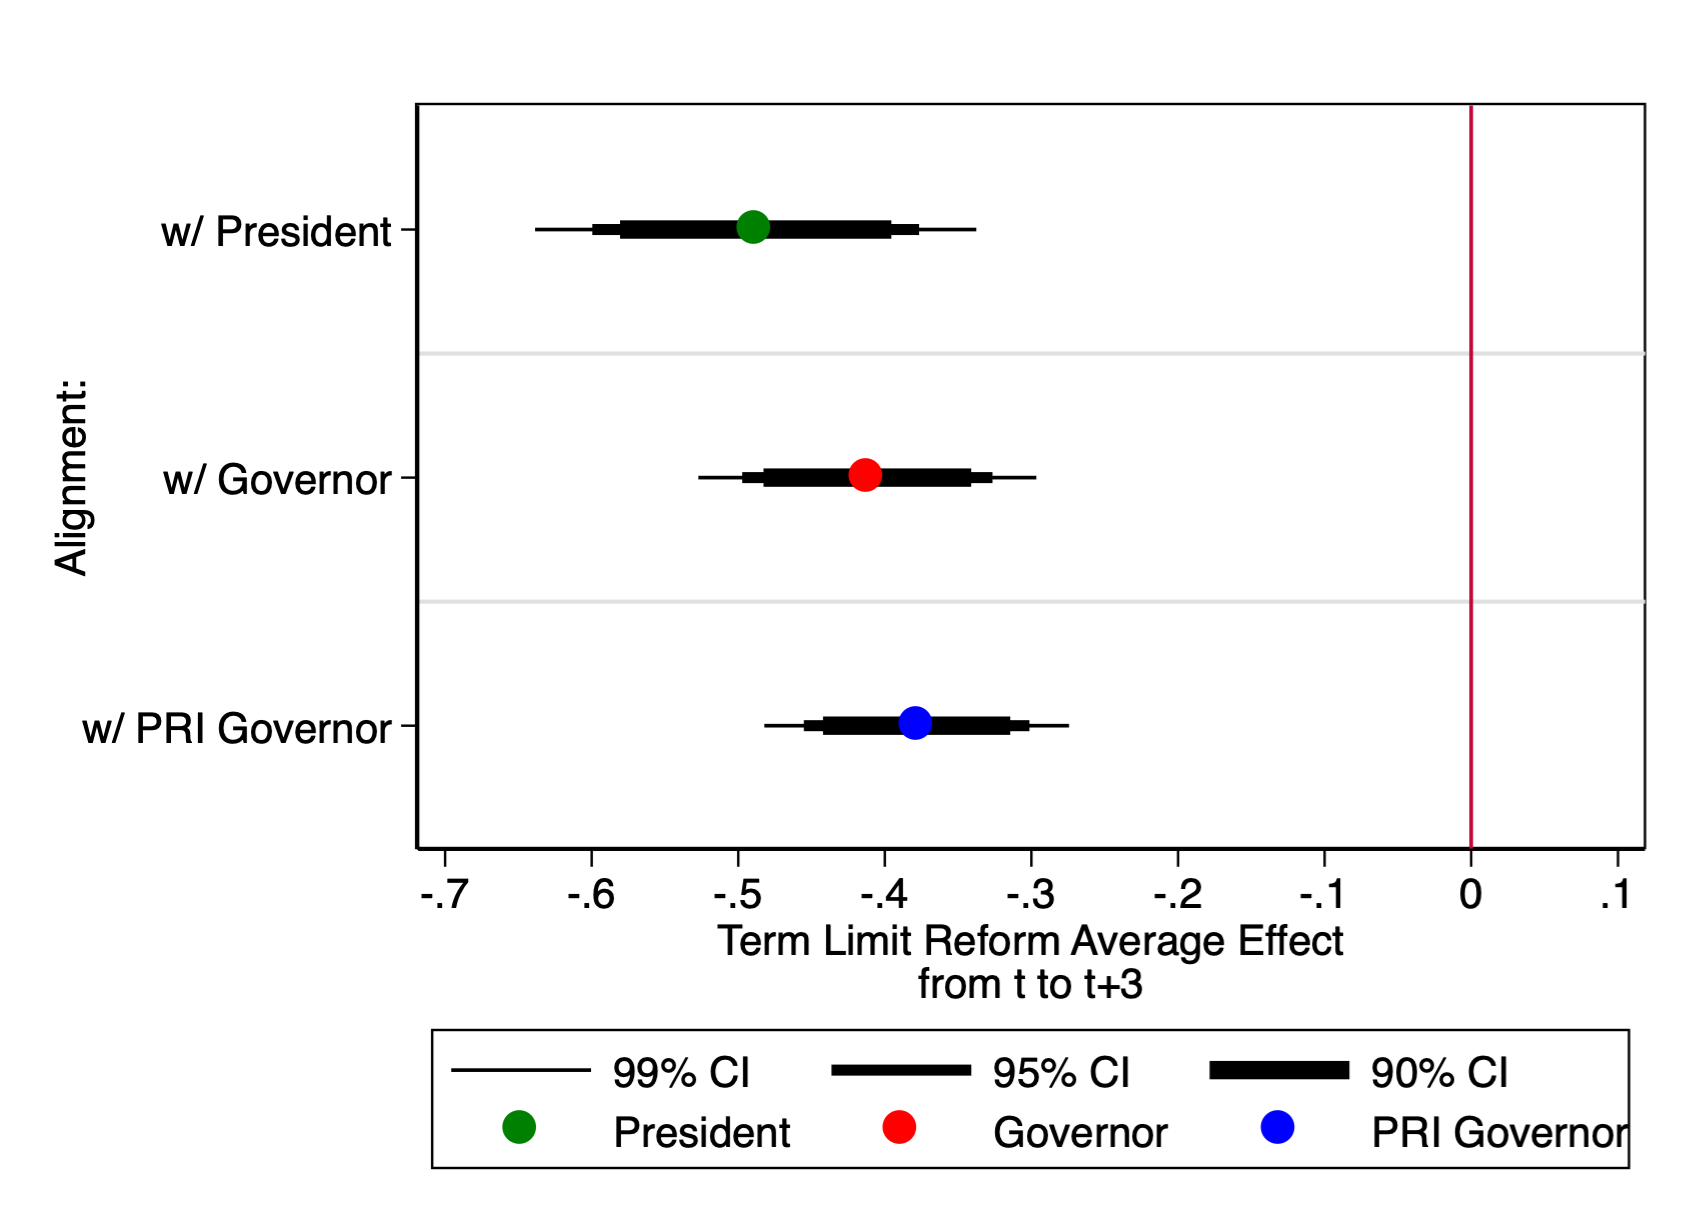 w/ President
w/ Governor
w/ PRI Governor
Alignment:
-.7 -.6 -.5 -.4 -.3 -.2 -.1 0 .1
Term Limit Reform Average Effect
from t to t+3
99% CI 95% CI 90% CI
President Governor PRI Governor